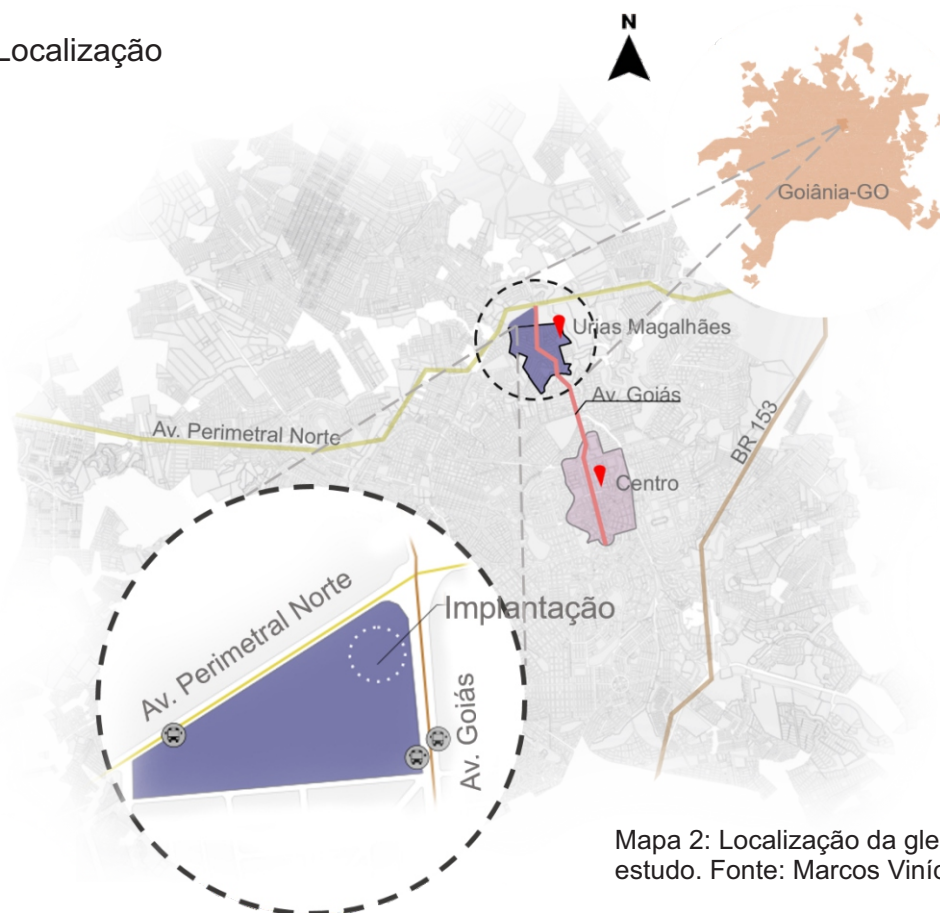 Localização
N
Goiânia-GO
Urias Magalhães
Av. Goiás
Av. Perimetral Norte
BR 153
Centro
Av. Perimetral Norte
Implantação
Av. Goiás
Mapa 2: Localização da gle
estudo. Fonte: Marcos Viníc